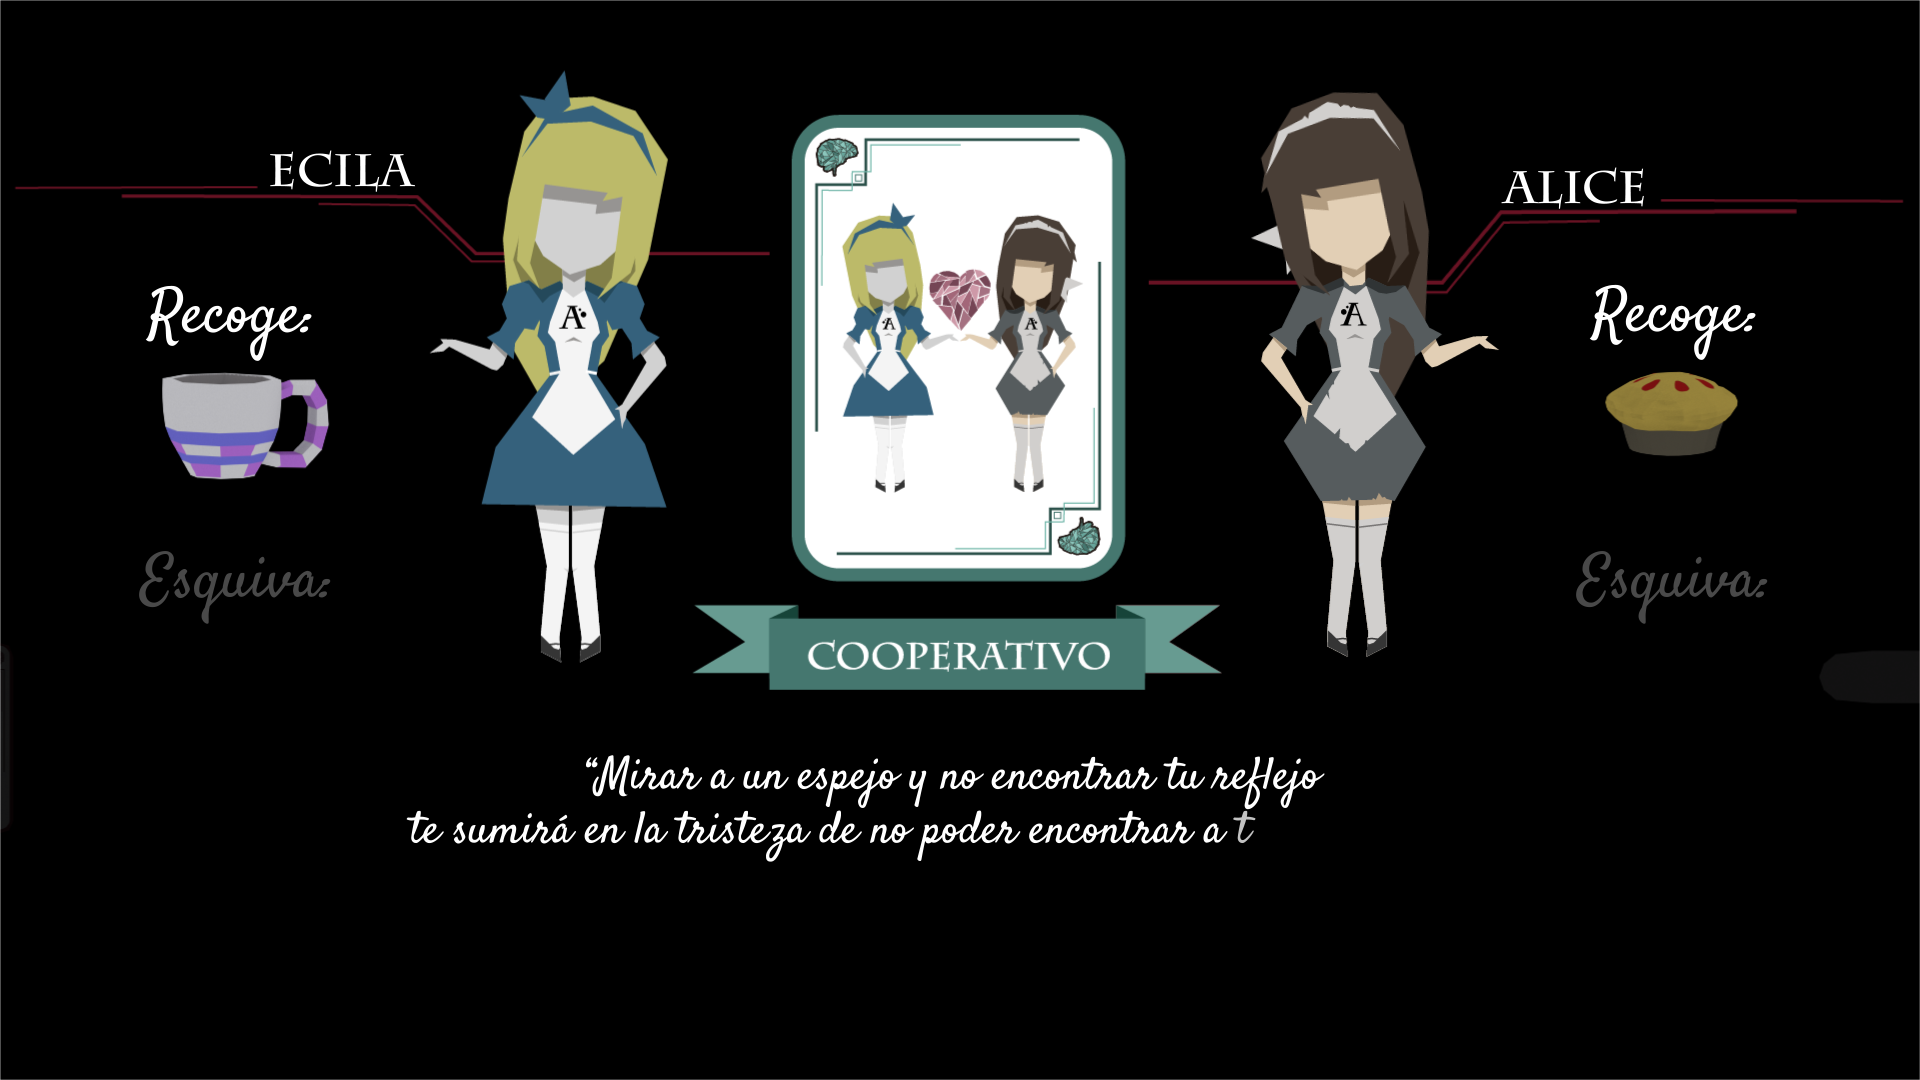 ECILA
ALICE
Recoge:
Recoge:
A
A
A
A
Esquiva:
Esquiva:
COOPERATIVO
“Mirar a un espejo y no encontrar tu reflejo
te sumirá en la tristeza de no poder encontrar a t